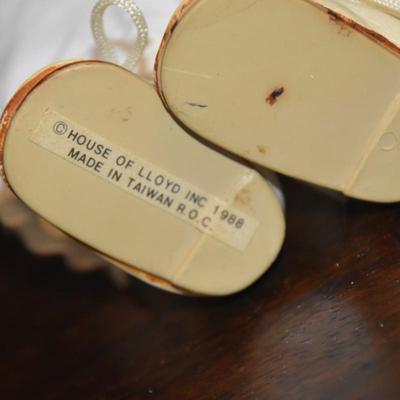 © HOUSE OF LLOYD INC 1988
MADE IN TAIWAN R.O.C.